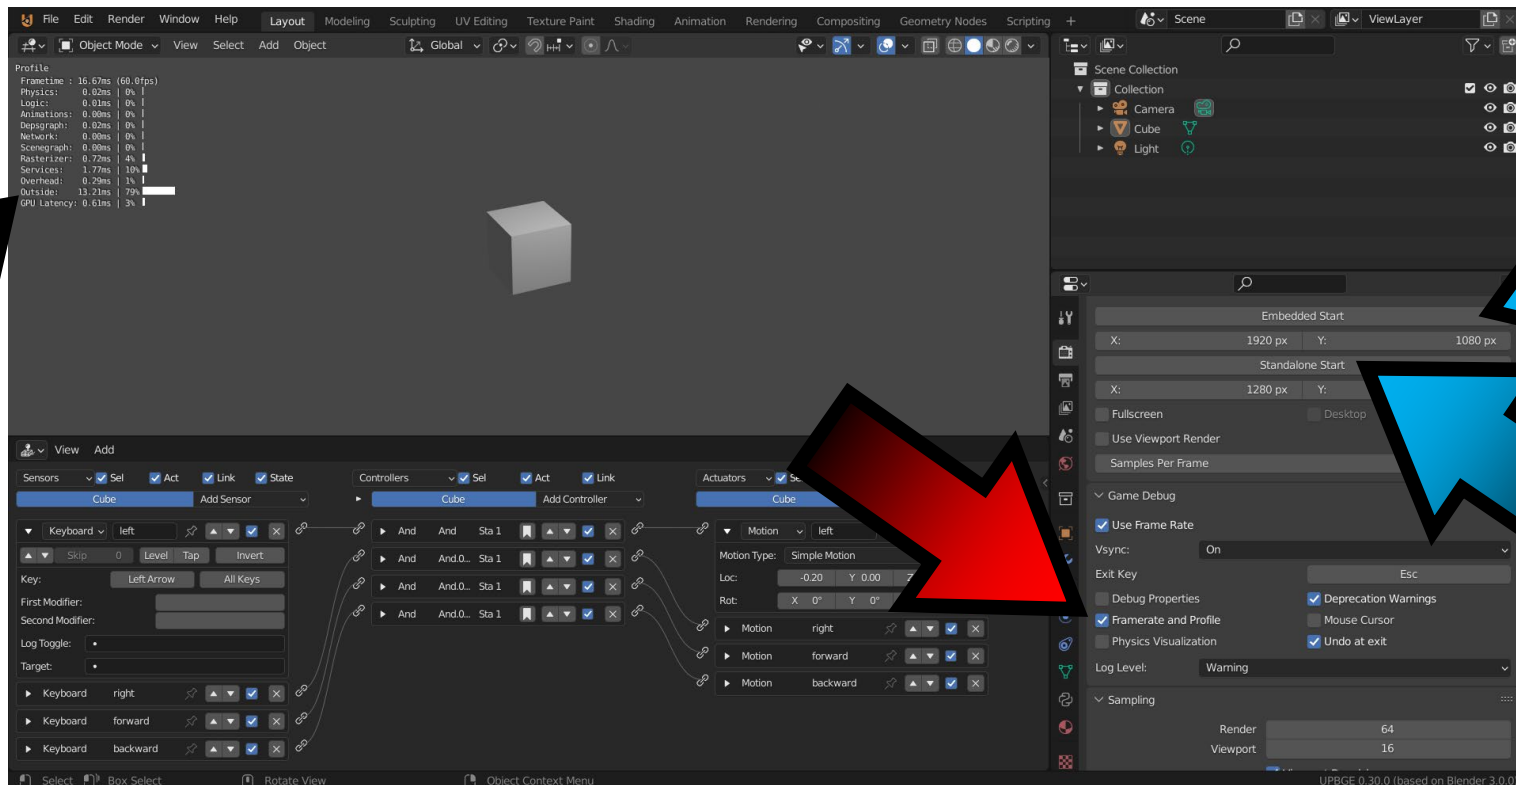 File Edit Render Window Help Layout Modeling Sculpting UV Editing Texture Paint Shading Animation Rendering Compositing Geometry Nodes Scripting + Scene ViewLayer
Object Mode View Select Add Object Global
Profile
Frametime : 16.67ms (60.0fps)
Physics: 0.02ms | 0%
Logic: 0.01ms | 0%
Animations: 0.00ms | 0%
Depsgraph: 0.02ms | 0%
Network: 0.00ms | 0%
Scenegraph: 0.00ms | 0%
Rasterizer: 0.72ms | 4%
Services: 1.77ms | 10%
Overhead: 0.29ms | 1%
Outside: 13.21ms | 79%
GPU Latency: 0.61ms | 3%
Scene Collection
Collection
Camera
Cube
Light
Embedded Start
X: 1920 px Y: 1080 px
Standalone Start
X: 1280 px Y:
Fullscreen Desktop
Use Viewport Render
Samples Per Frame
Game Debug
Use Frame Rate
Vsync: On
Exit Key Esc
Debug Properties Deprecation Warnings
Framerate and Profile Mouse Cursor
Physics Visualization Undo at exit
Log Level: Warning
Sampling
Render 64
Viewport 16
View Add
Sensors Sel Act Link State Controllers Sel Act Link Actuators
Cube Add Sensor Cube Add Controller Cube
Keyboard left And And Sta 1 Motion left
Skip 0 Level Tap Invert And And.0... Sta 1 Motion Type: Simple Motion
Key: Left Arrow All Keys And And.0... Sta 1 Loc: -0.20 Y 0.00
First Modifier: And And.0... Sta 1 Rot: X 0° Y 0°
Second Modifier: Motion right
Log Toggle: Motion forward
Target: Motion backward
Keyboard right
Keyboard forward
Keyboard backward
Select Box Select Rotate View Object Context Menu UPBGE 0.30.0 (based on Blender 3.0.0